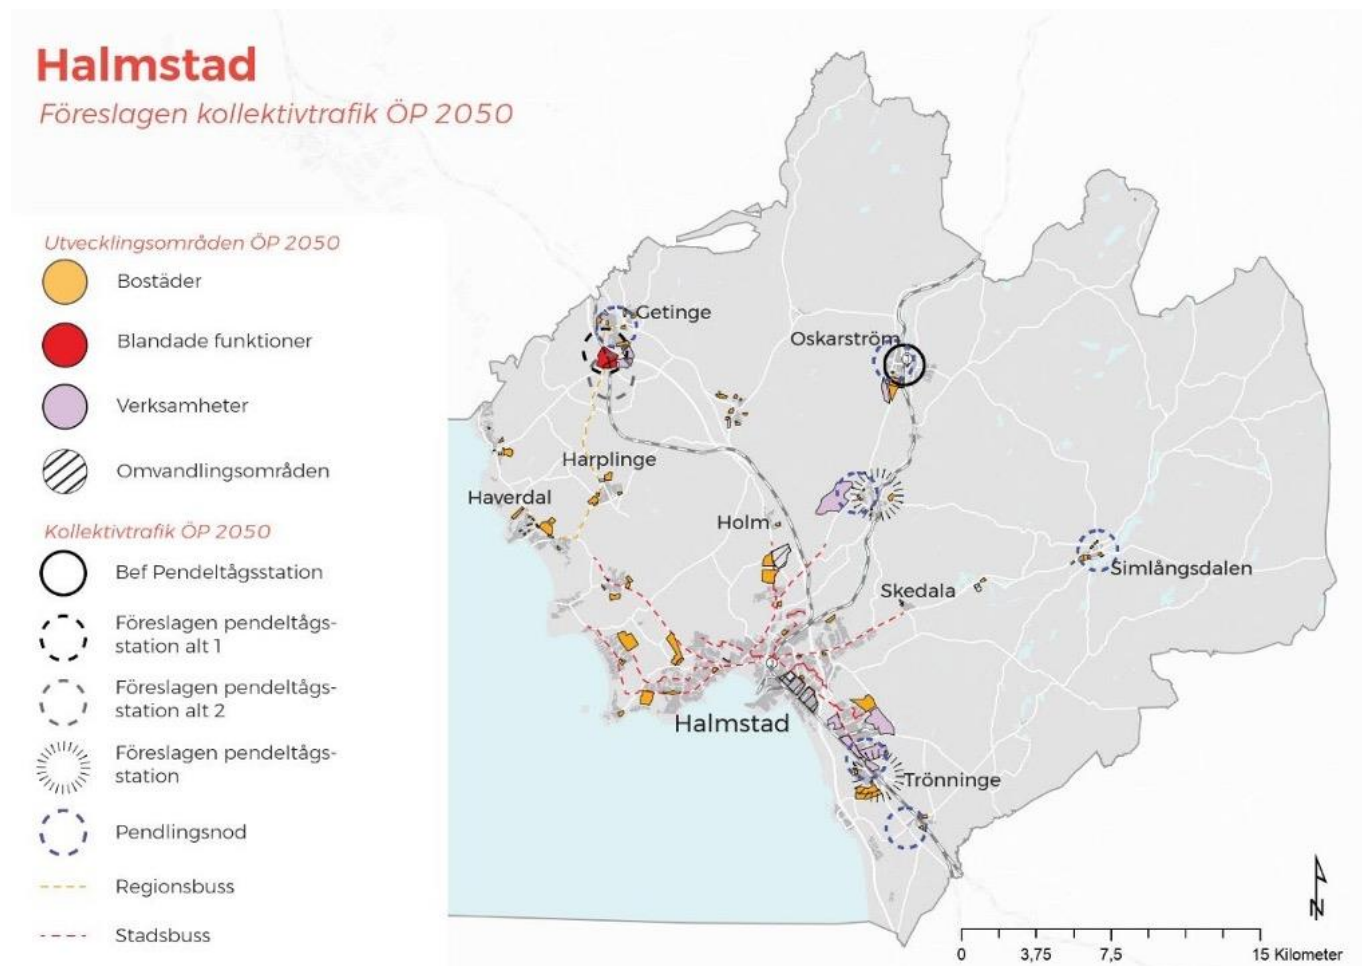 Halmstad
Föreslagen kollektivtrafik ÖP 2050
Utvecklingsområden ÖP 2050
Bostäder
Blandade funktioner
Verksamheter
Omvandlingsområden
Kollektivtrafik ÖP 2050
Bef Pendeltågsstation
Föreslagen pendeltågs-
station alt 1
Föreslagen pendeltågs-
station alt 2
Föreslagen pendeltågs-
station
Pendlingsnod
Regionsbuss
Stadsbuss
Getinge
Oskarström
Harplinge
Haverdal
Holm
Simlångsdalen
Skedala
Halmstad
Trönninge
N
0 3,75 7,5 15 Kilometer